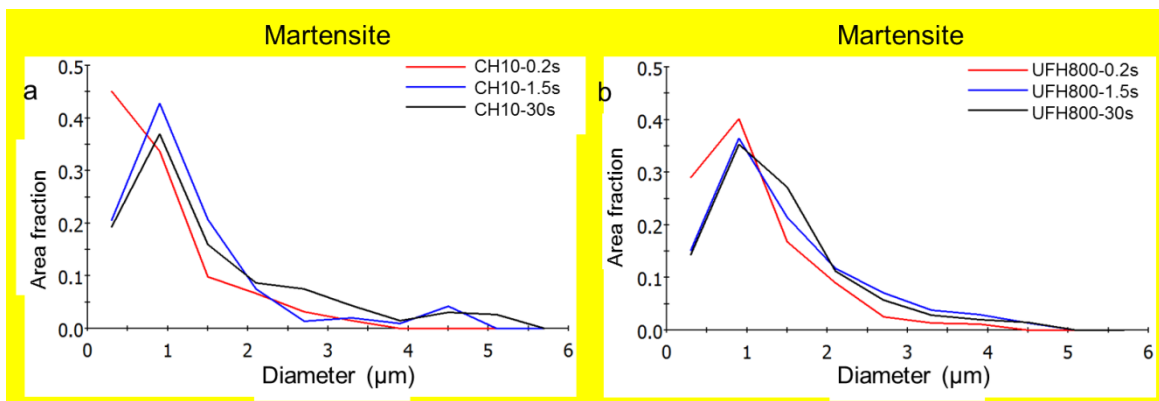 Martensite
a
CH10-0.2s
CH10-1.5s
CH10-30s
0.5
0.4
0.3
0.2
0.1
0.0
Area fraction
0 1 2 3 4 5 6
Diameter (μm)
Martensite
b
UFH800-0.2s
UFH800-1.5s
UFH800-30s
0.5
0.4
0.3
0.2
0.1
0.0
Area fraction
0 1 2 3 4 5 6
Diameter (μm)